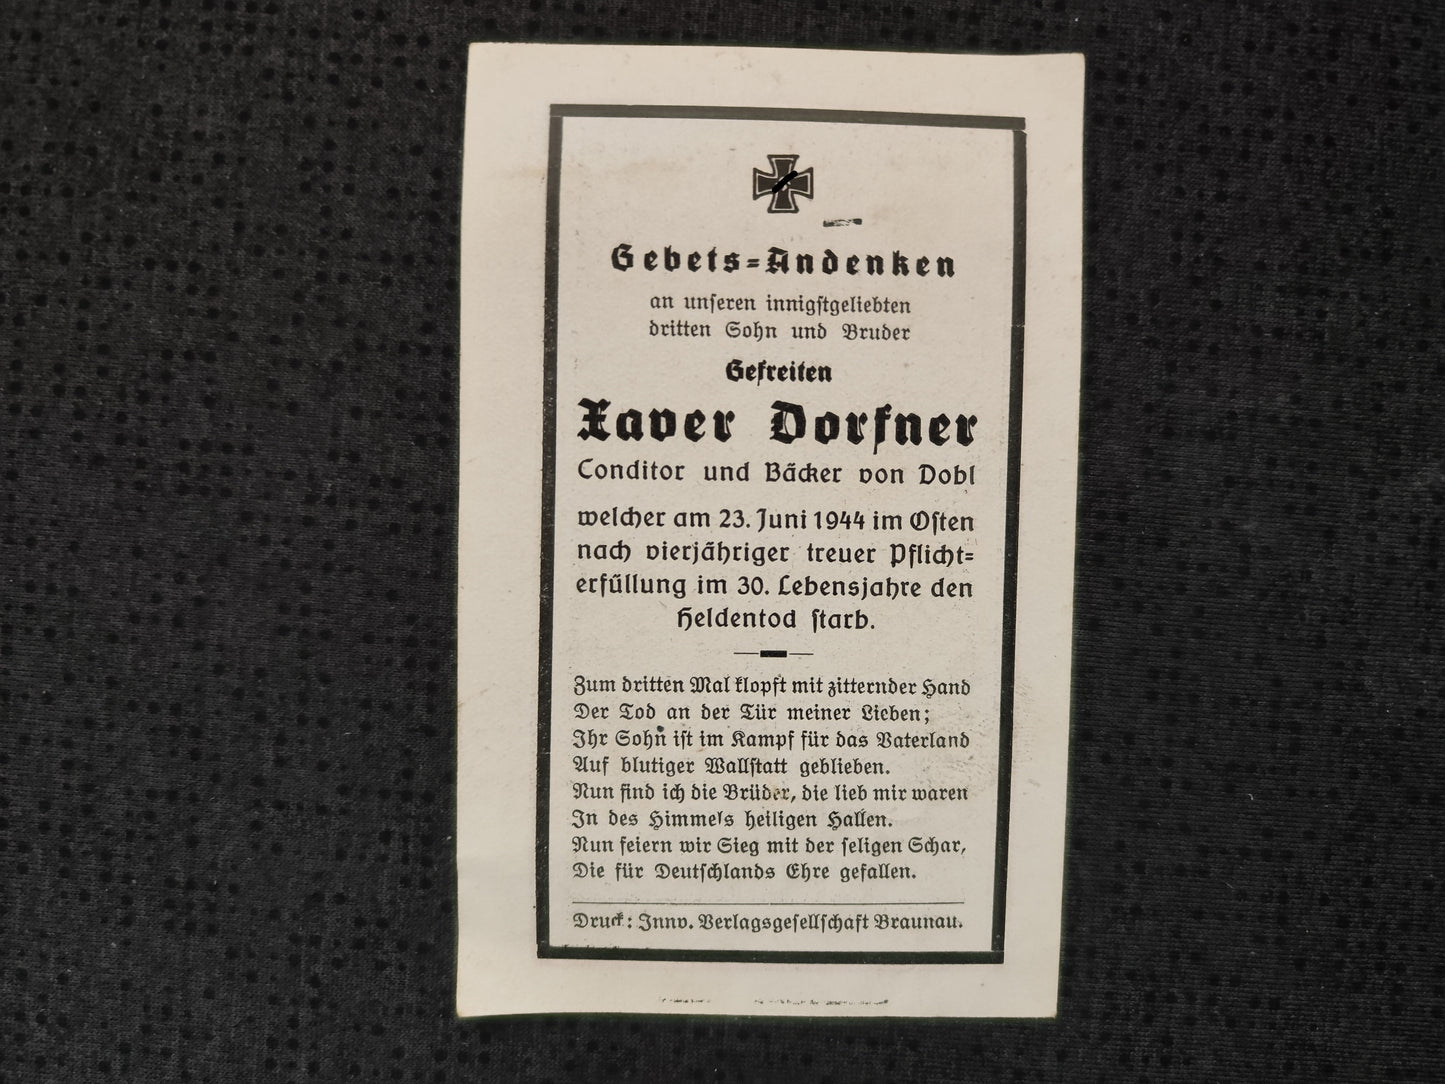 Gebets=Andenken
an unseren innigstgeliebten
dritten Sohn und Bruder
Gefreiten
Xaver Dorfner
Conditor und Bäcker von Dobl
welcher am 23. Juni 1944 im Osten
nach vierjähriger treuer Pflicht=
erfüllung im 30. Lebensjahre den
Heldentod starb.
Zum dritten Mal klopft mit zitternder Hand
Der Tod an der Tür meiner Lieben;
Ihr Sohn ist im Kampf für das Vaterland
Auf blutiger Wallstatt geblieben.
Nun find ich die Brüder, die lieb mir waren
In des Himmels heiligen Hallen.
Nun feiern wir Sieg mit der seligen Schar,
Die für Deutschlands Ehre gefallen.
Druck: Innv. Verlagsgesellschaft Braunau.